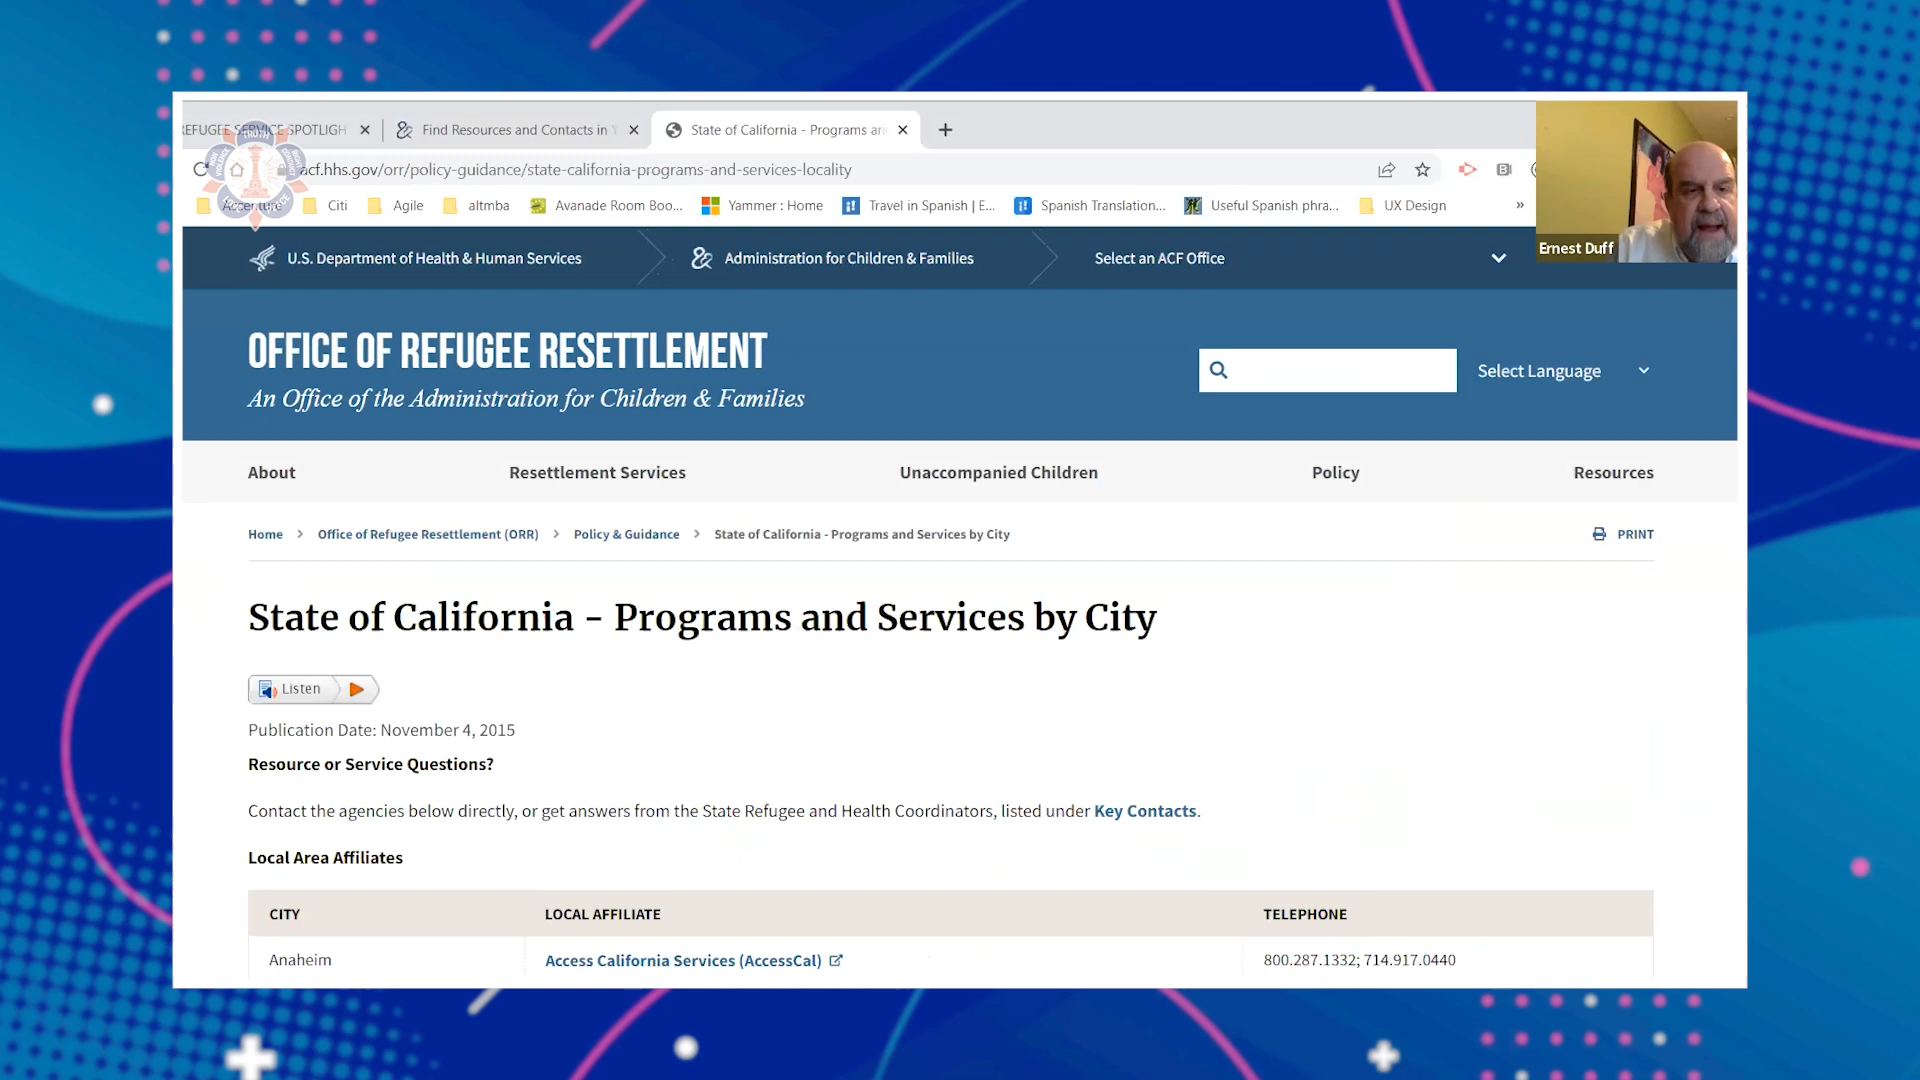 REFUGEE SERVICE SPOTLIGH
Find Resources and Contacts in
State of California - Programs an
acf.hhs.gov/orr/policy-guidance/state-california-programs-and-services-locality
Accenture
Citi
Agile
altmba
Avanade Room Boo...
Yammer : Home
Travel in Spanish | E...
Spanish Translation...
Useful Spanish phra...
UX Design
»
TRUTH
Ernest Duff
U.S. Department of Health & Human Services
Administration for Children & Families
Select an ACF Office
OFFICE OF REFUGEE RESETTLEMENT
An Office of the Administration for Children & Families
Select Language
About
Resettlement Services
Unaccompanied Children
Policy
Resources
Home > Office of Refugee Resettlement (ORR) > Policy & Guidance > State of California - Programs and Services by City
PRINT
State of California - Programs and Services by City
Listen
Publication Date: November 4, 2015
Resource or Service Questions?
Contact the agencies below directly, or get answers from the State Refugee and Health Coordinators, listed under Key Contacts.
Local Area Affiliates
CITY LOCAL AFFILIATE TELEPHONE
Anaheim Access California Services (AccessCal) 800.287.1332; 714.917.0440